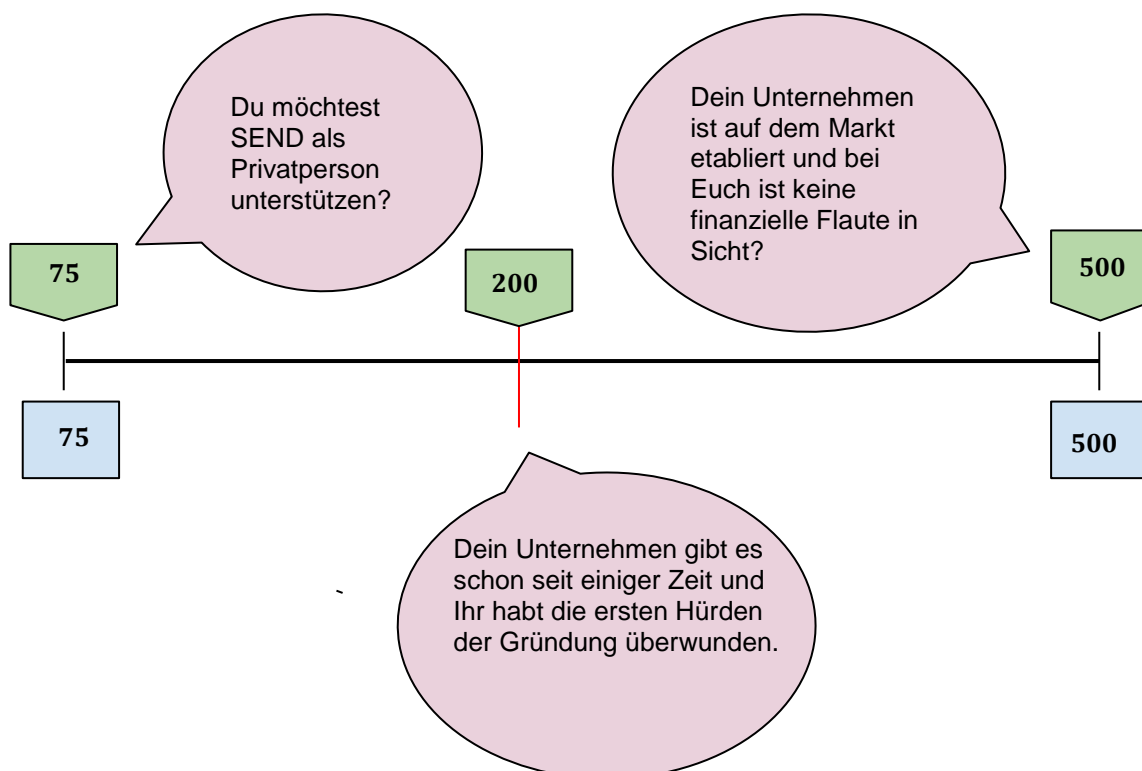 Du möchtest
SEND als
Privatperson
unterstützen?
Dein Unternehmen
ist auf dem Markt
etabliert und bei
Euch ist keine
finanzielle Flaute in
Sicht?
75
200
500
75
500
Dein Unternehmen gibt es
schon seit einiger Zeit und
Ihr habt die ersten Hürden
der Gründung überwunden.